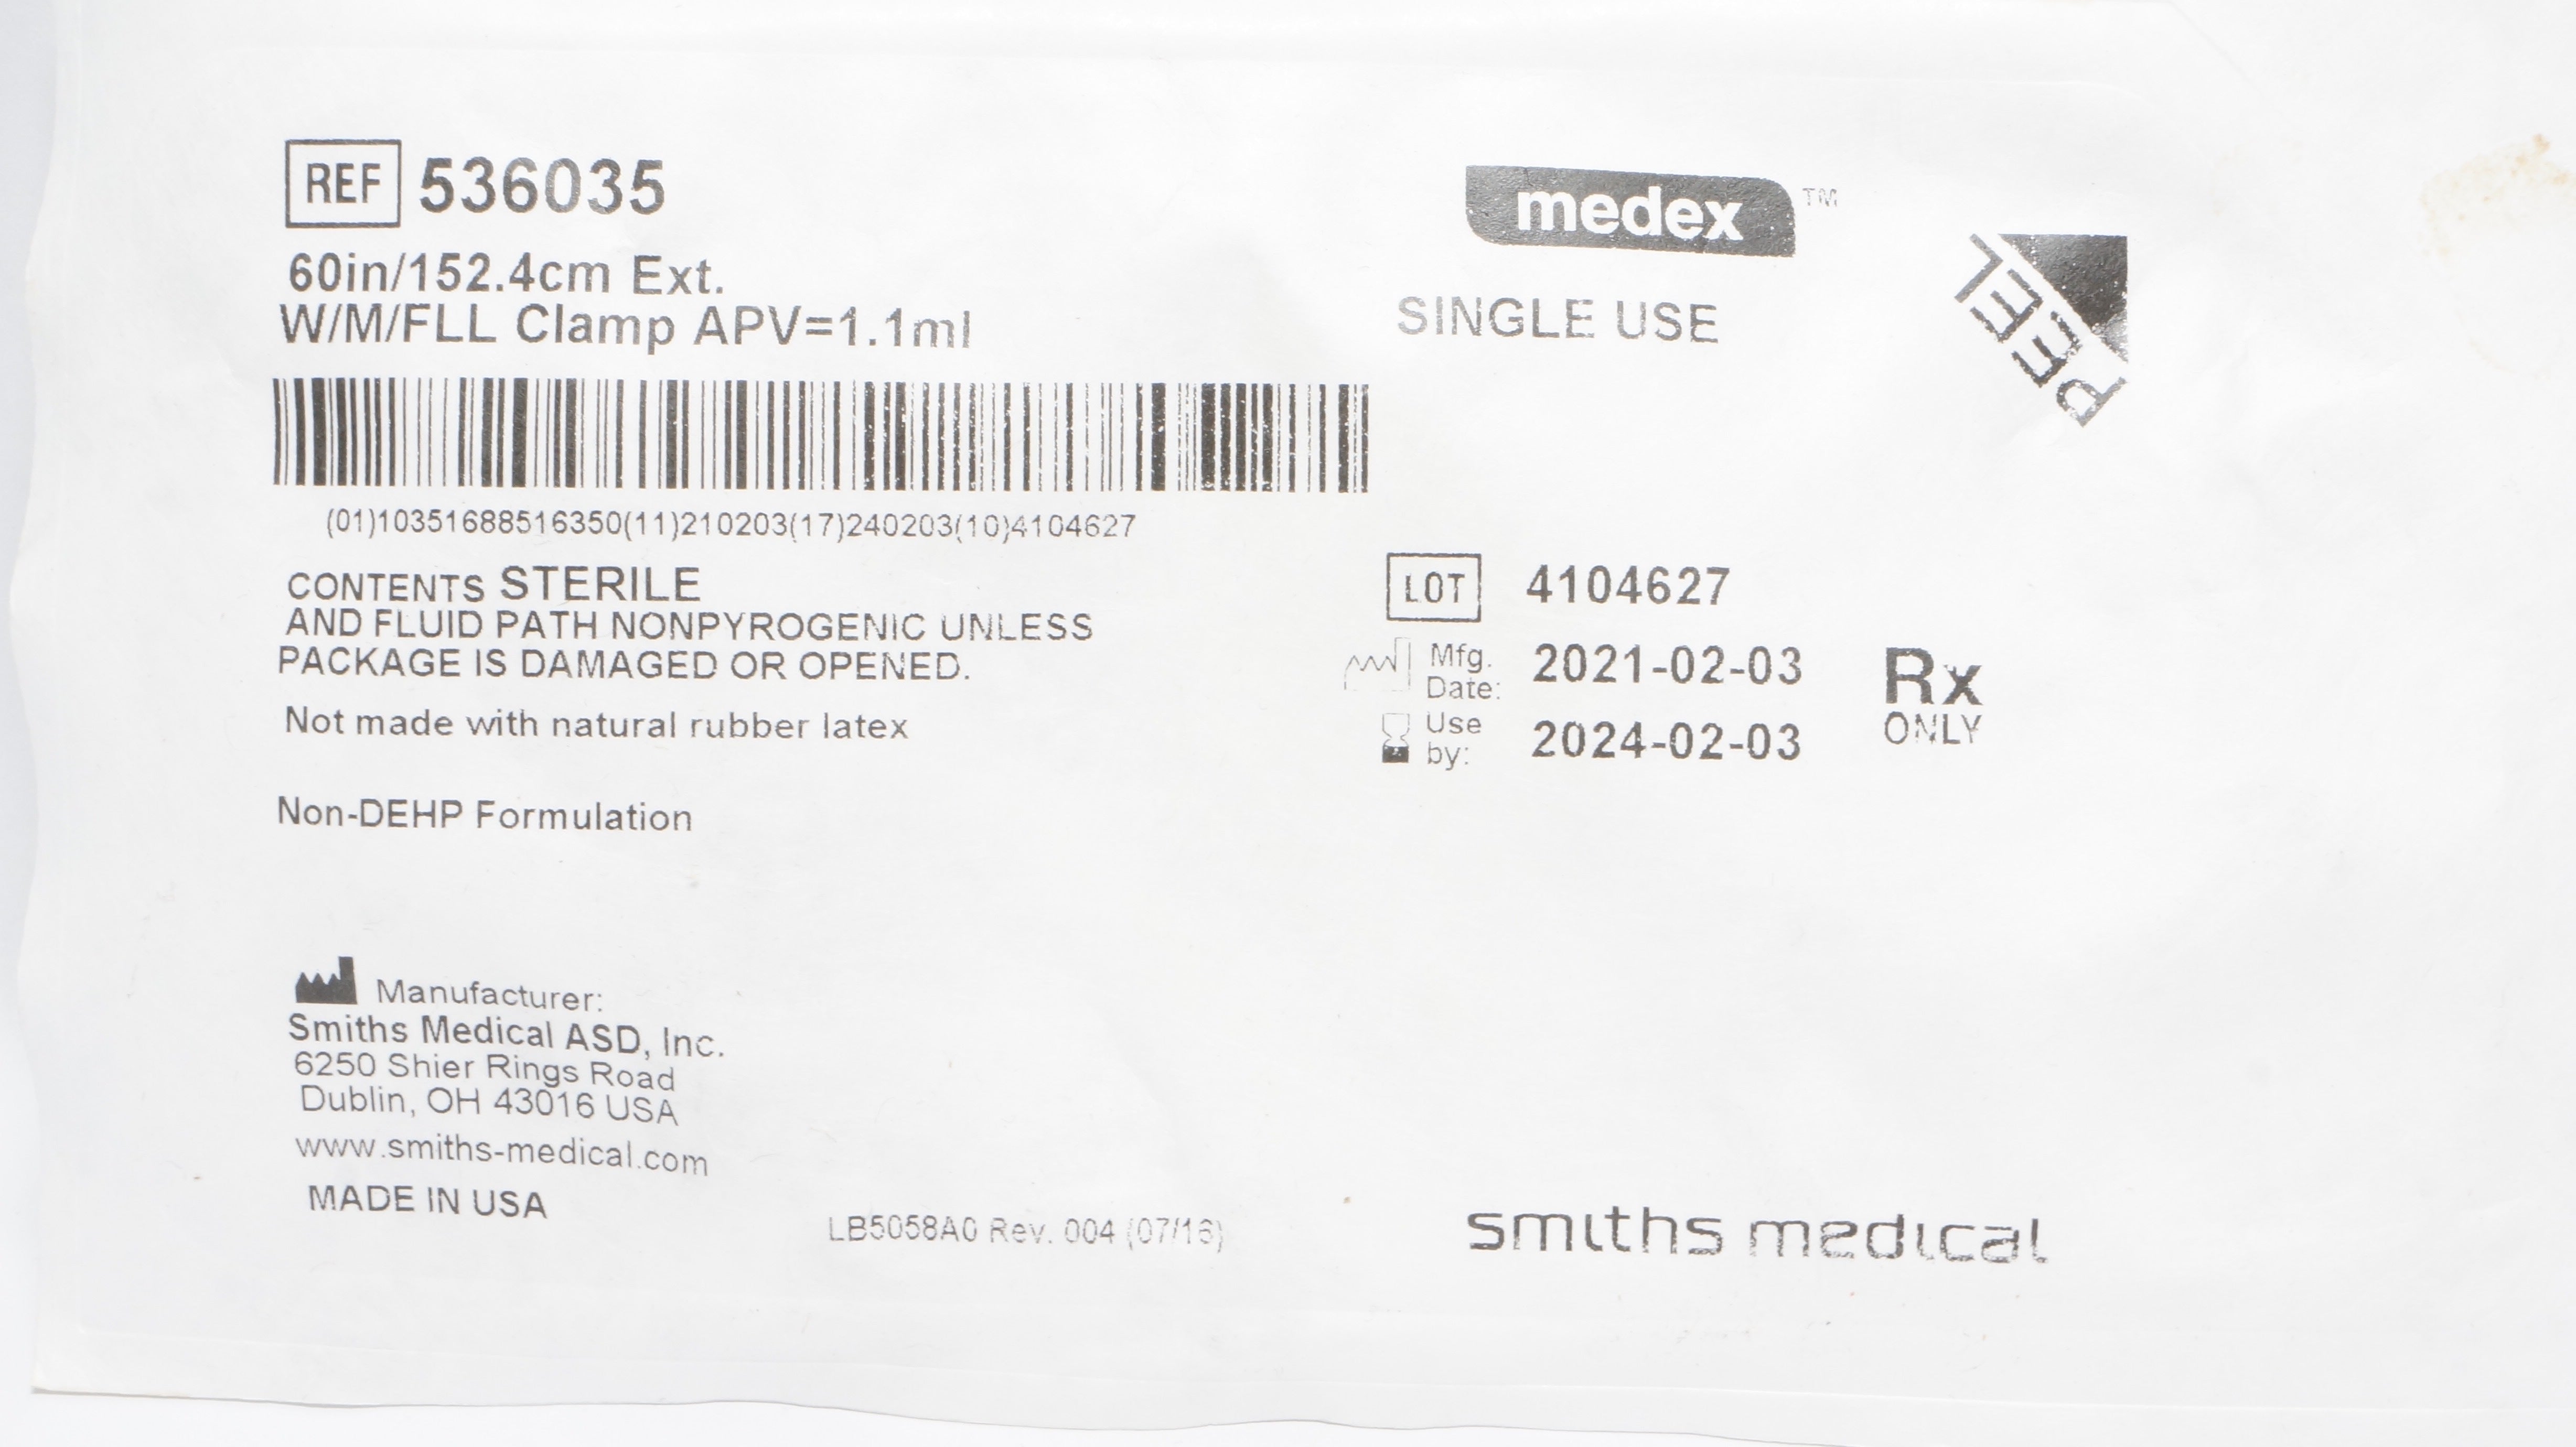 REF 536035
60in/152.4cm Ext.
W/M/FLL Clamp APV=1.1ml
(01)10351688516350(11)210203(17)240203(10)4104627
CONTENTS STERILE
AND FLUID PATH NONPYROGENIC UNLESS
PACKAGE IS DAMAGED OR OPENED.
Not made with natural rubber latex
Non-DEHP Formulation
Manufacturer:
Smiths Medical ASD, Inc.
6250 Shier Rings Road
Dublin, OH 43016 USA
www.smiths-medical.com
MADE IN USA
LB5058A0 Rev. 004 (07/16)
medex™
SINGLE USE
PEEL
LOT 4104627
Mfg. Date: 2021-02-03
Use by: 2024-02-03
Rx
ONLY
smiths medical